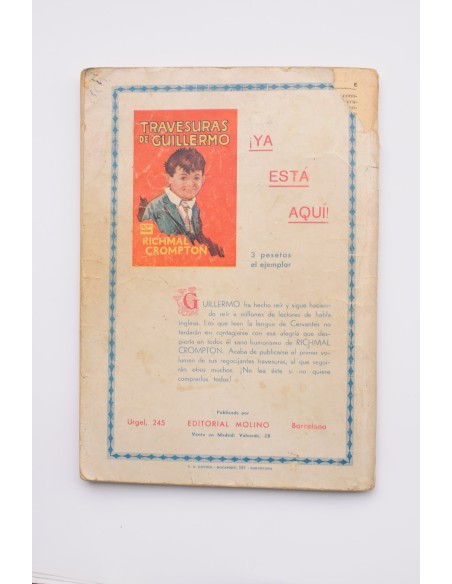 TRAVESURAS
DE GUILLERMO
RICHMAL
CROMPTON
¡YA
ESTÁ
AQUÍ!
3 pesetas
el ejemplar
GUILLERMO ha hecho reír y sigue hacien-
do reír a millones de lectores de habla
inglesa. Los que leen la lengua de Cervantes no
tardarán en contagiarse con esa alegría que des-
pierta en todos el sano humorismo de RICHMAL
CROMPTON. Acaba de publicarse el primer vo-
lumen de sus regocijantes travesuras, al que segui-
rán otros muchos. ¡No lea éste si no quiere
comprarlos todos!
Publicado por
Urgel, 245 EDITORIAL MOLINO Barcelona
Venta en Madrid: Valverde, 28